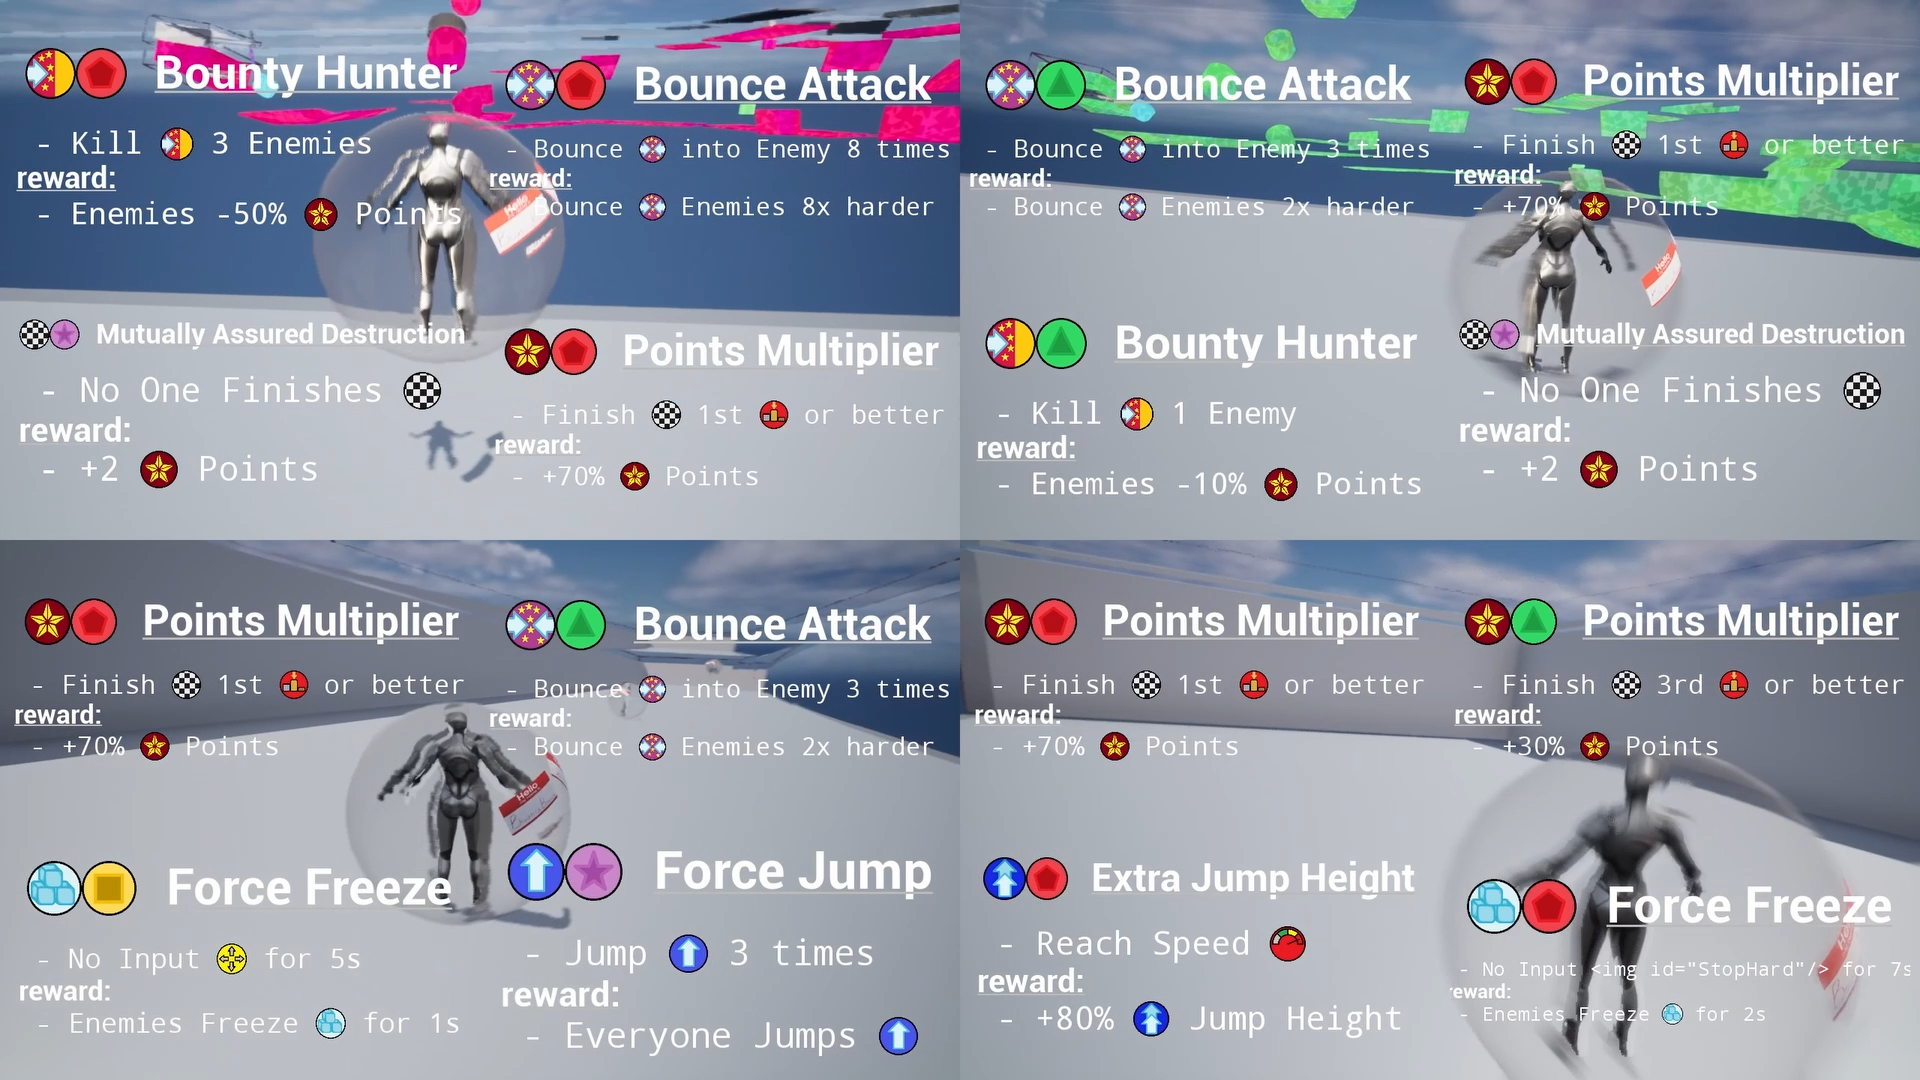 Bounty Hunter
- Kill 3 Enemies
reward:
- Enemies -50% Points
Bounce Attack
- Bounce into Enemy 8 times
reward:
- Bounce Enemies 8x harder
Mutually Assured Destruction
- No One Finishes
reward:
- +2 Points
Points Multiplier
- Finish 1st or better
reward:
- +70% Points
Hello
Bounce Attack
- Bounce into Enemy 3 times
reward:
- Bounce Enemies 2x harder
Points Multiplier
- Finish 1st or better
reward:
- +70% Points
Hello
Bounty Hunter
- Kill 1 Enemy
reward:
- Enemies -10% Points
Mutually Assured Destruction
- No One Finishes
reward:
- +2 Points
Points Multiplier
- Finish 1st or better
reward:
- +70% Points
Bounce Attack
- Bounce into Enemy 3 times
reward:
- Bounce Enemies 2x harder
Hello
Force Freeze
- No Input for 5s
reward:
- Enemies Freeze for 1s
Force Jump
- Jump 3 times
reward:
- Everyone Jumps
Points Multiplier
- Finish 1st or better
reward:
- +70% Points
Points Multiplier
- Finish 3rd or better
reward:
- +30% Points
Extra Jump Height
- Reach Speed
reward:
- +80% Jump Height
Force Freeze
- No Input <img id="StopHard"/> for 7s
reward:
- Enemies Freeze for 2s